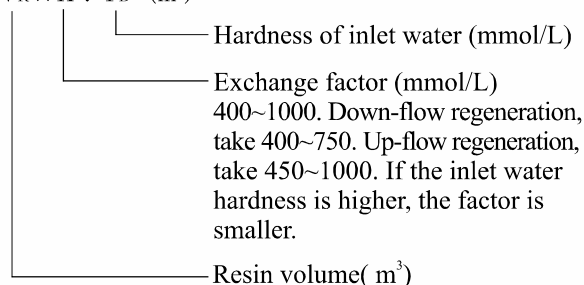 Hardness of inlet water (mmol/L)
Exchange factor (mmol/L)
400~1000. Down-flow regeneration,
take 400~750. Up-flow regeneration,
take 450~1000. If the inlet water
hardness is higher, the factor is
smaller.
Resin volume( m³)